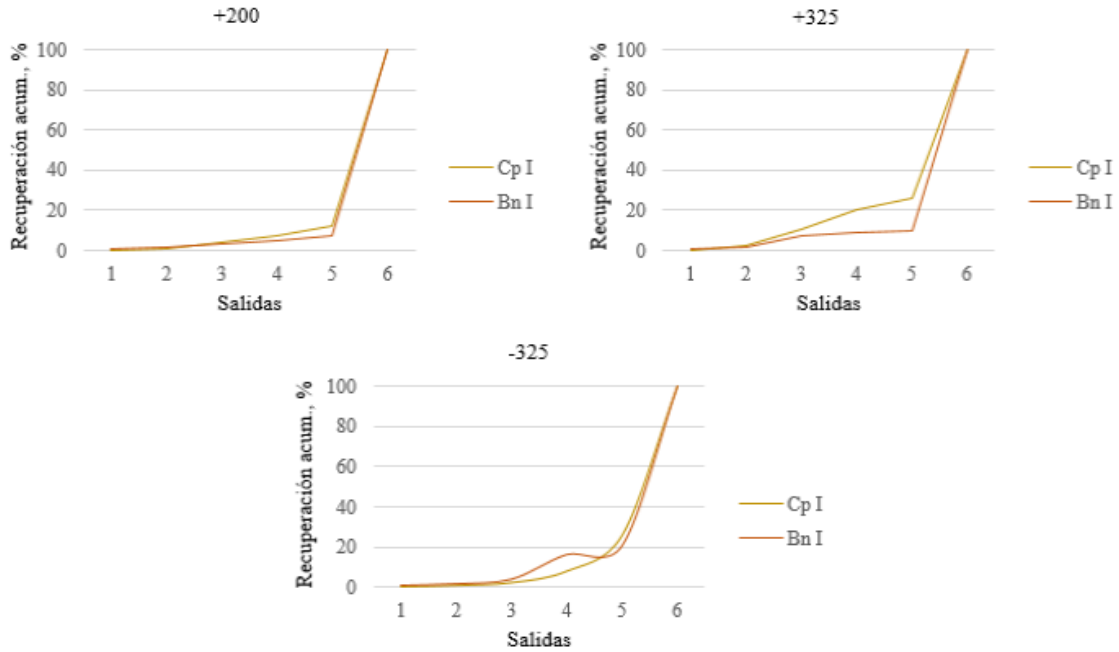 +200
Recuperación acum., %
100
80
60
40
20
0
1 2 3 4 5 6
Salidas
Cp I
Bn I
+325
Recuperación acum., %
100
80
60
40
20
0
1 2 3 4 5 6
Salidas
Cp I
Bn I
-325
Recuperación acum., %
100
80
60
40
20
0
1 2 3 4 5 6
Salidas
Cp I
Bn I